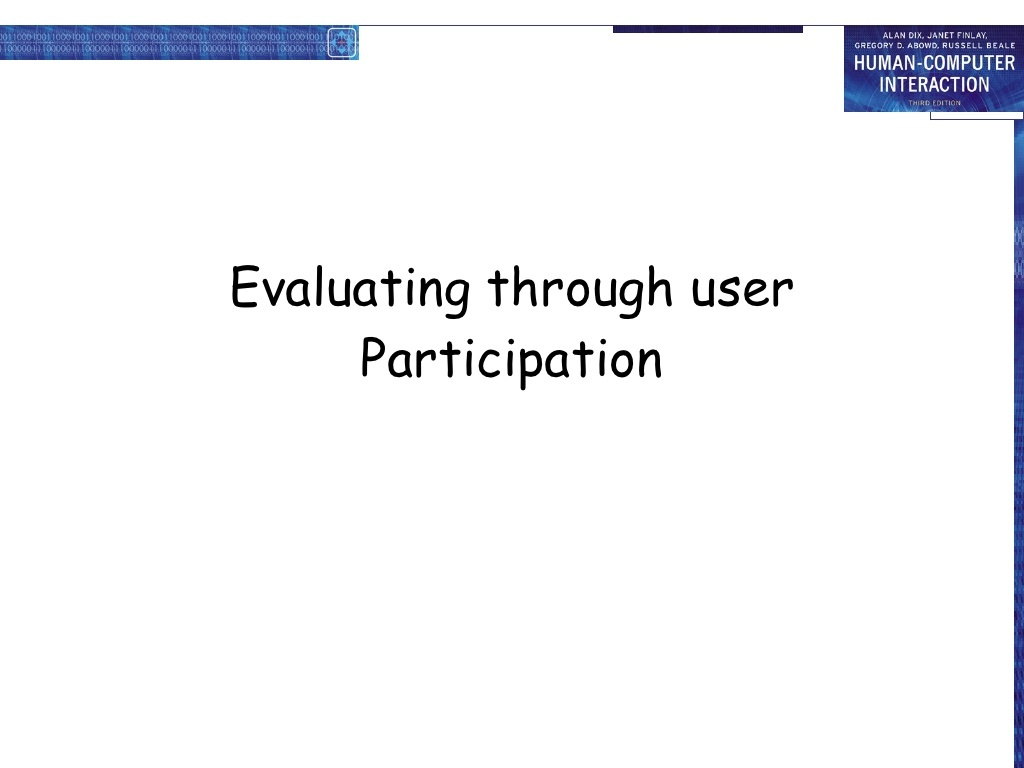 ALAN DIX, JANET FINLAY,
GREGORY D. ABOWD, RUSSELL BEALE
HUMAN-COMPUTER
INTERACTION
THIRD EDITION
Evaluating through user
Participation